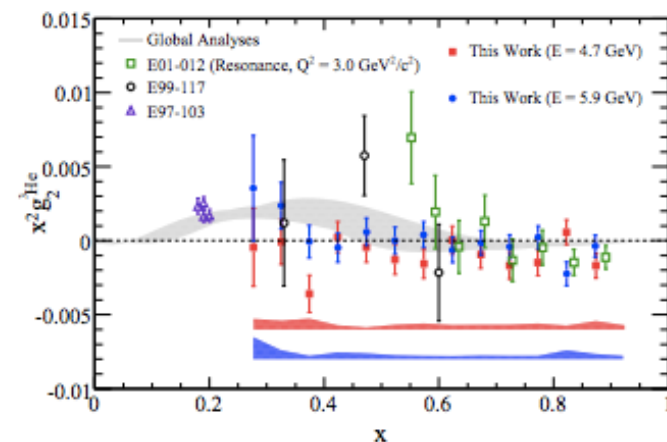 0.015
0.01
0.005
0
-0.005
-0.01
x² g₂³He
Global Analyses
E01-012 (Resonance, Q² = 3.0 GeV²/c²)
E99-117
E97-103
This Work (E = 4.7 GeV)
This Work (E = 5.9 GeV)
0 0.2 0.4 0.6 0.8 1
x